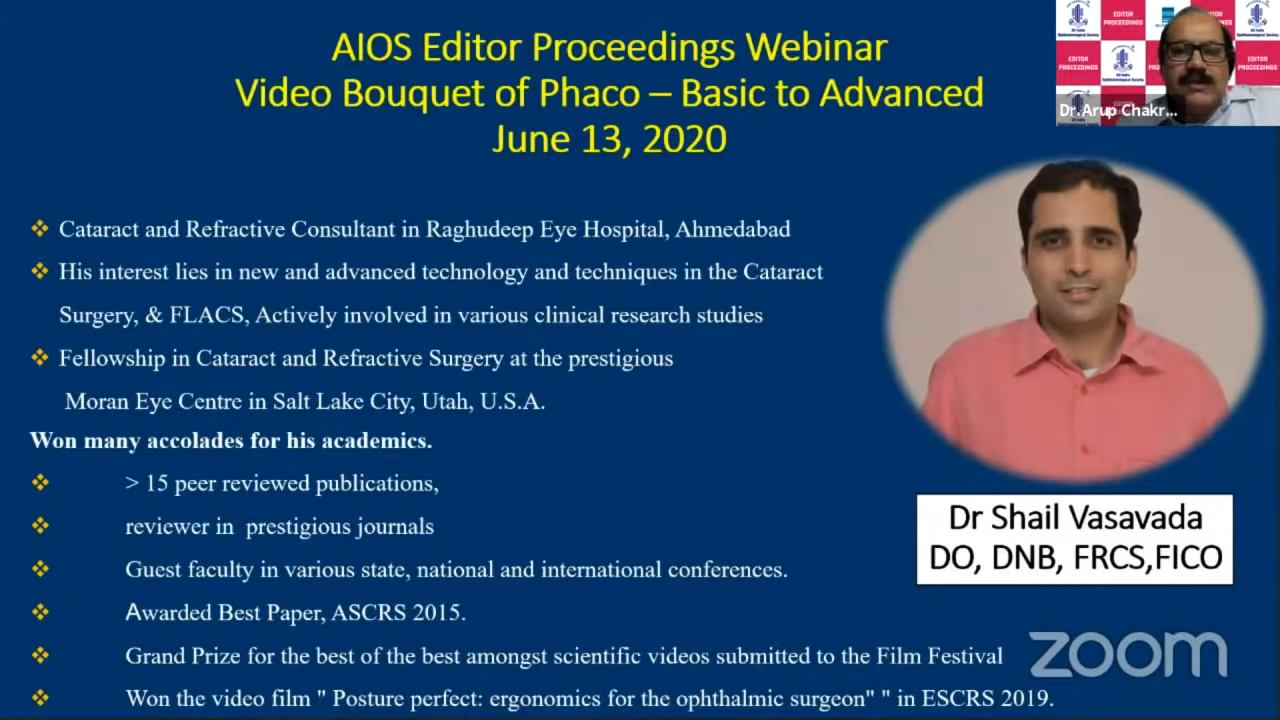 AIOS Editor Proceedings Webinar
Video Bouquet of Phaco – Basic to Advanced
June 13, 2020
EDITOR PROCEEDINGS
All India Ophthalmological Society
Dr.Arup Chakr...
❖ Cataract and Refractive Consultant in Raghudeep Eye Hospital, Ahmedabad
❖ His interest lies in new and advanced technology and techniques in the Cataract
Surgery, & FLACS, Actively involved in various clinical research studies
❖ Fellowship in Cataract and Refractive Surgery at the prestigious
Moran Eye Centre in Salt Lake City, Utah, U.S.A.
Won many accolades for his academics.
❖ > 15 peer reviewed publications,
❖ reviewer in prestigious journals
❖ Guest faculty in various state, national and international conferences.
❖ Awarded Best Paper, ASCRS 2015.
❖ Grand Prize for the best of the best amongst scientific videos submitted to the Film Festival
❖ Won the video film " Posture perfect: ergonomics for the ophthalmic surgeon" " in ESCRS 2019.
Dr Shail Vasavada
DO, DNB, FRCS,FICO
zoom